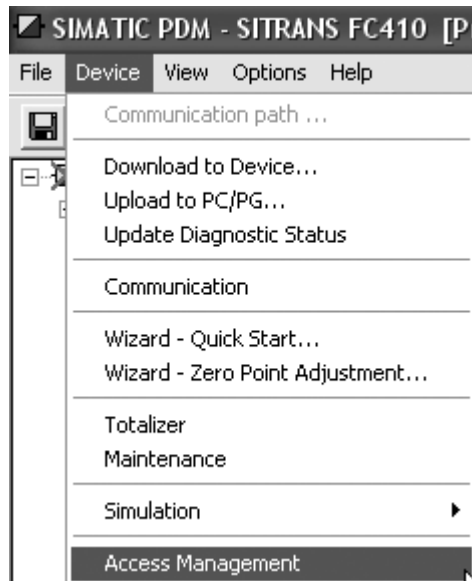 SIMATIC PDM - SITRANS FC410 [P
File Device View Options Help
Communication path ...
Download to Device...
Upload to PC/PG...
Update Diagnostic Status
Communication
Wizard - Quick Start...
Wizard - Zero Point Adjustment...
Totalizer
Maintenance
Simulation
Access Management